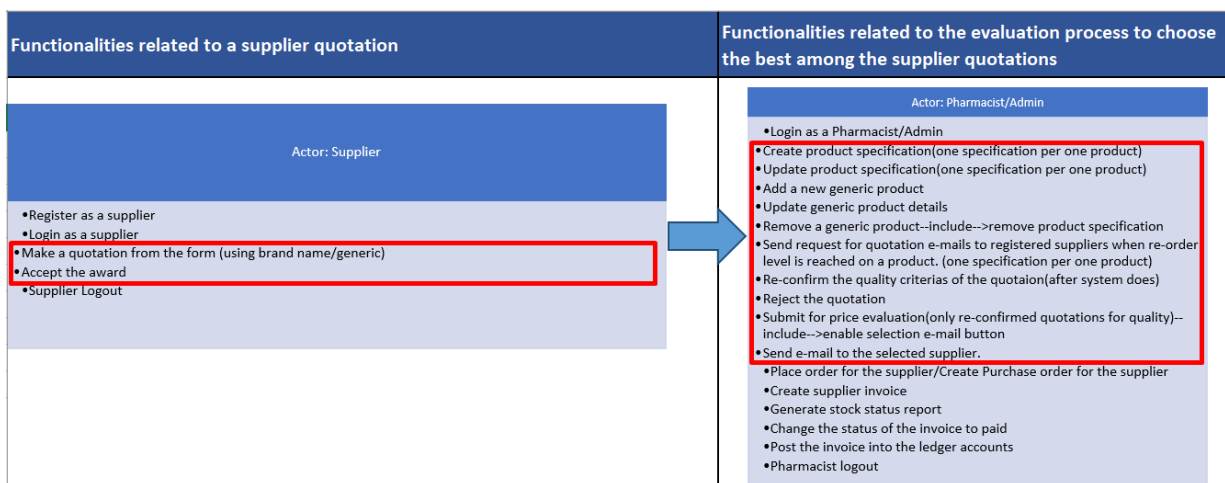 Functionalities related to a supplier quotation
Functionalities related to the evaluation process to choose
the best among the supplier quotations
Actor: Supplier
•Register as a supplier
•Login as a supplier
•Make a quotation from the form (using brand name/generic)
•Accept the award
•Supplier Logout
Actor: Pharmacist/Admin
•Login as a Pharmacist/Admin
•Create product specification(one specification per one product)
•Update product specification(one specification per one product)
•Add a new generic product
•Update generic product details
•Remove a generic product--include-->remove product specification
•Send request for quotation e-mails to registered suppliers when re-order
level is reached on a product. (one specification per one product)
•Re-confirm the quality criterias of the quotaion(after system does)
•Reject the quotation
•Submit for price evaluation(only re-confirmed quotations for quality)--
include-->enable selection e-mail button
•Send e-mail to the selected supplier.
•Place order for the supplier/Create Purchase order for the supplier
•Create supplier invoice
•Generate stock status report
•Change the status of the invoice to paid
•Post the invoice into the ledger accounts
•Pharmacist logout